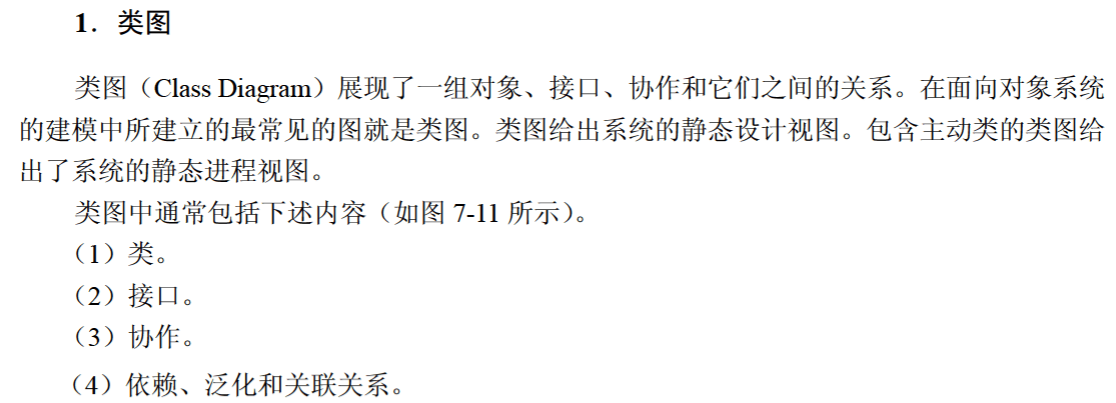 1．类图
类图（Class Diagram）展现了一组对象、接口、协作和它们之间的关系。在面向对象系统
的建模中所建立的最常见的图就是类图。类图给出系统的静态设计视图。包含主动类的类图给
出了系统的静态进程视图。
类图中通常包括下述内容（如图 7-11 所示）。
（1）类。
（2）接口。
（3）协作。
（4）依赖、泛化和关联关系。